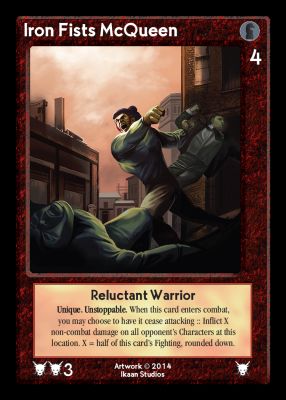 Iron Fists McQueen
4
Reluctant Warrior
Unique. Unstoppable. When this card enters combat,
you may choose to have it cease attacking :: Inflict X
non-combat damage on all opponent's Characters at this
location. X = half of this card's Fighting, rounded down.
3
Artwork © 2014
Ikaan Studios